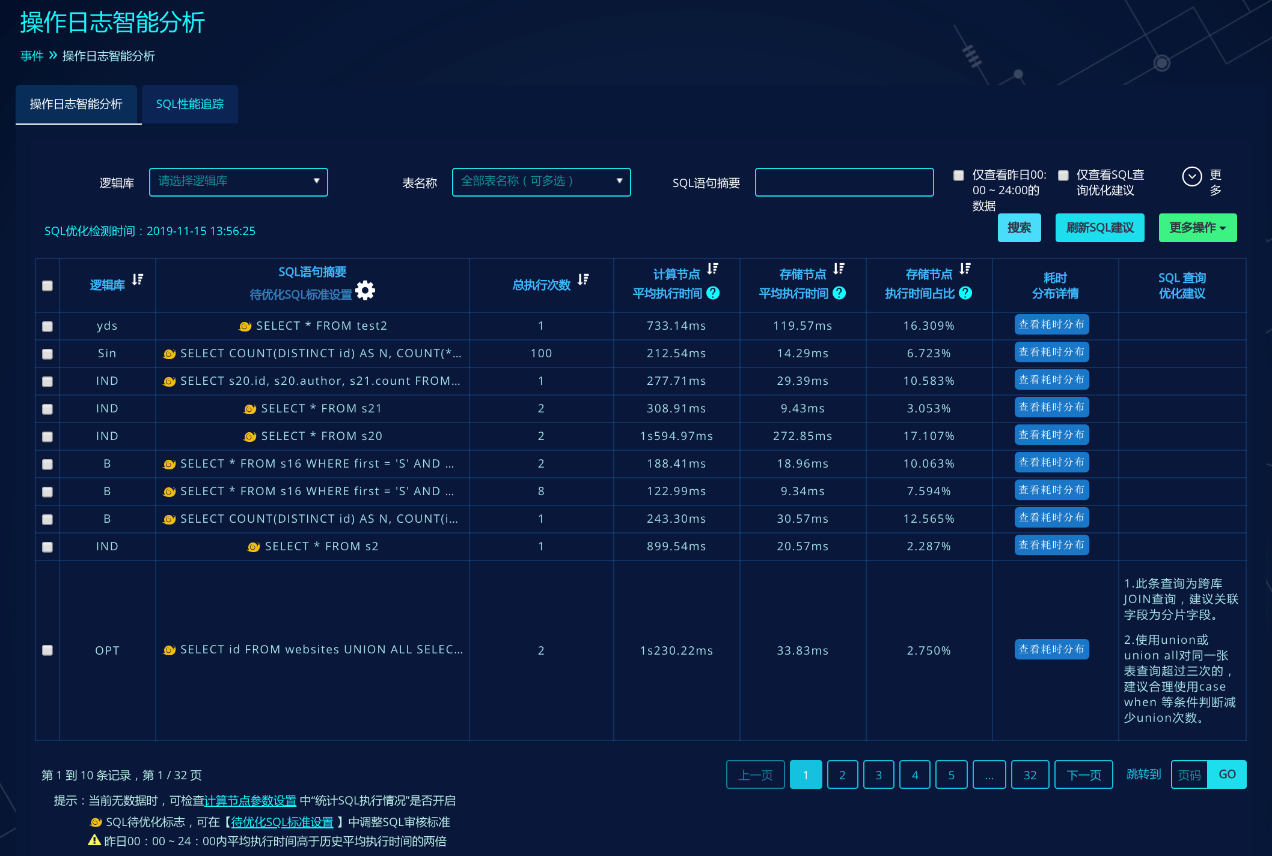 操作日志智能分析
事件 » 操作日志智能分析
操作日志智能分析 SQL性能追踪
逻辑库 请选择逻辑库 表名称 全部表名称（可多选） SQL语句摘要 仅查看昨日00:00 ~ 24:00的数据 仅查看SQL查询优化建议 更多
SQL优化检测时间：2019-11-15 13:56:25 搜索 刷新SQL建议 更多操作
逻辑库 SQL语句摘要 待优化SQL标准设置 总执行次数 计算节点 平均执行时间 存储节点 平均执行时间 存储节点 执行时间占比 耗时 分布详情 SQL 查询 优化建议
yds SELECT * FROM test2 1 733.14ms 119.57ms 16.309% 查看耗时分布
Sin SELECT COUNT(DISTINCT id) AS N, COUNT(*... 100 212.54ms 14.29ms 6.723% 查看耗时分布
IND SELECT s20.id, s20.author, s21.count FROM... 1 277.71ms 29.39ms 10.583% 查看耗时分布
IND SELECT * FROM s21 2 308.91ms 9.43ms 3.053% 查看耗时分布
IND SELECT * FROM s20 2 1s594.97ms 272.85ms 17.107% 查看耗时分布
B SELECT * FROM s16 WHERE first = 'S' AND ... 2 188.41ms 18.96ms 10.063% 查看耗时分布
B SELECT * FROM s16 WHERE first = 'S' AND ... 8 122.99ms 9.34ms 7.594% 查看耗时分布
B SELECT COUNT(DISTINCT id) AS N, COUNT(i... 1 243.30ms 30.57ms 12.565% 查看耗时分布
IND SELECT * FROM s2 1 899.54ms 20.57ms 2.287% 查看耗时分布
OPT SELECT id FROM websites UNION ALL SELEC... 2 1s230.22ms 33.83ms 2.750% 查看耗时分布
1.此条查询为跨库
JOIN查询，建议关联
字段为分片字段。
2.使用union或
union all对同一张
表查询超过三次的，
建议合理使用case
when 等条件判断减
少union次数。
第 1 到 10 条记录，第 1 / 32 页 上一页 1 2 3 4 5 ... 32 下一页 跳转到 页码 GO
提示：当前无数据时，可检查计算节点参数设置 中“统计SQL执行情况”是否开启
SQL待优化标志，可在【待优化SQL标准设置 】中调整SQL审核标准
昨日00：00 ~ 24：00内平均执行时间高于历史平均执行时间的两倍